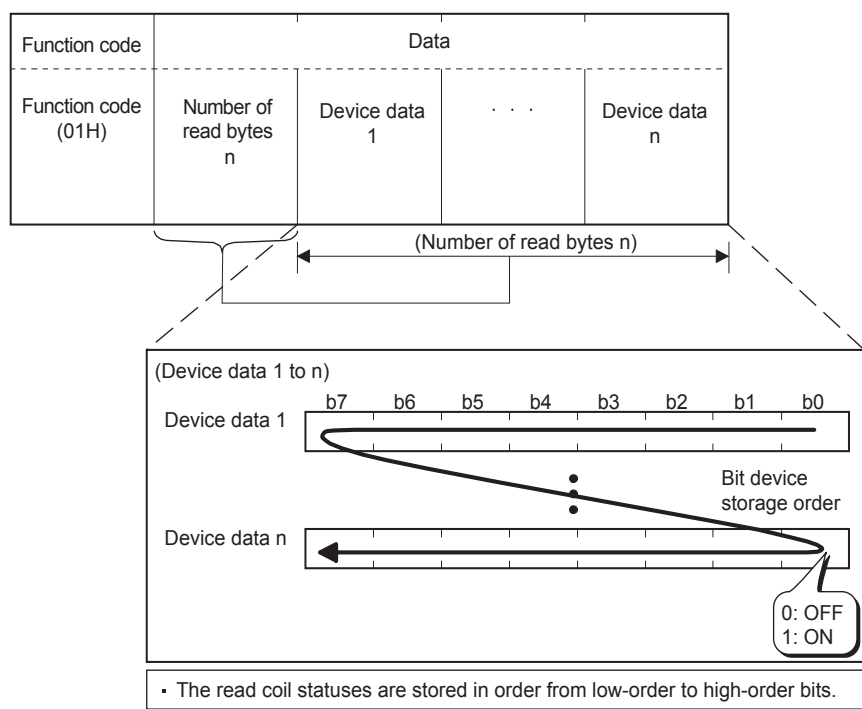 Function code
Data
Function code
(01H)
Number of
read bytes
n
Device data
1
· · ·
Device data
n
(Number of read bytes n)
(Device data 1 to n)
b7 b6 b5 b4 b3 b2 b1 b0
Device data 1
Bit device
storage order
Device data n
0: OFF
1: ON
▪ The read coil statuses are stored in order from low-order to high-order bits.